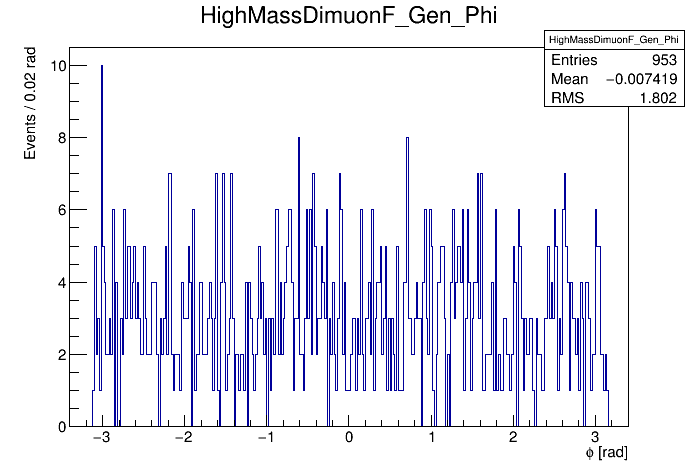 HighMassDimuonF_Gen_Phi
HighMassDimuonF_Gen_Phi
Entries 953
Mean −0.007419
RMS 1.802
Events / 0.02 rad
10
8
6
4
2
0
−3 −2 −1 0 1 2 3
ϕ [rad]